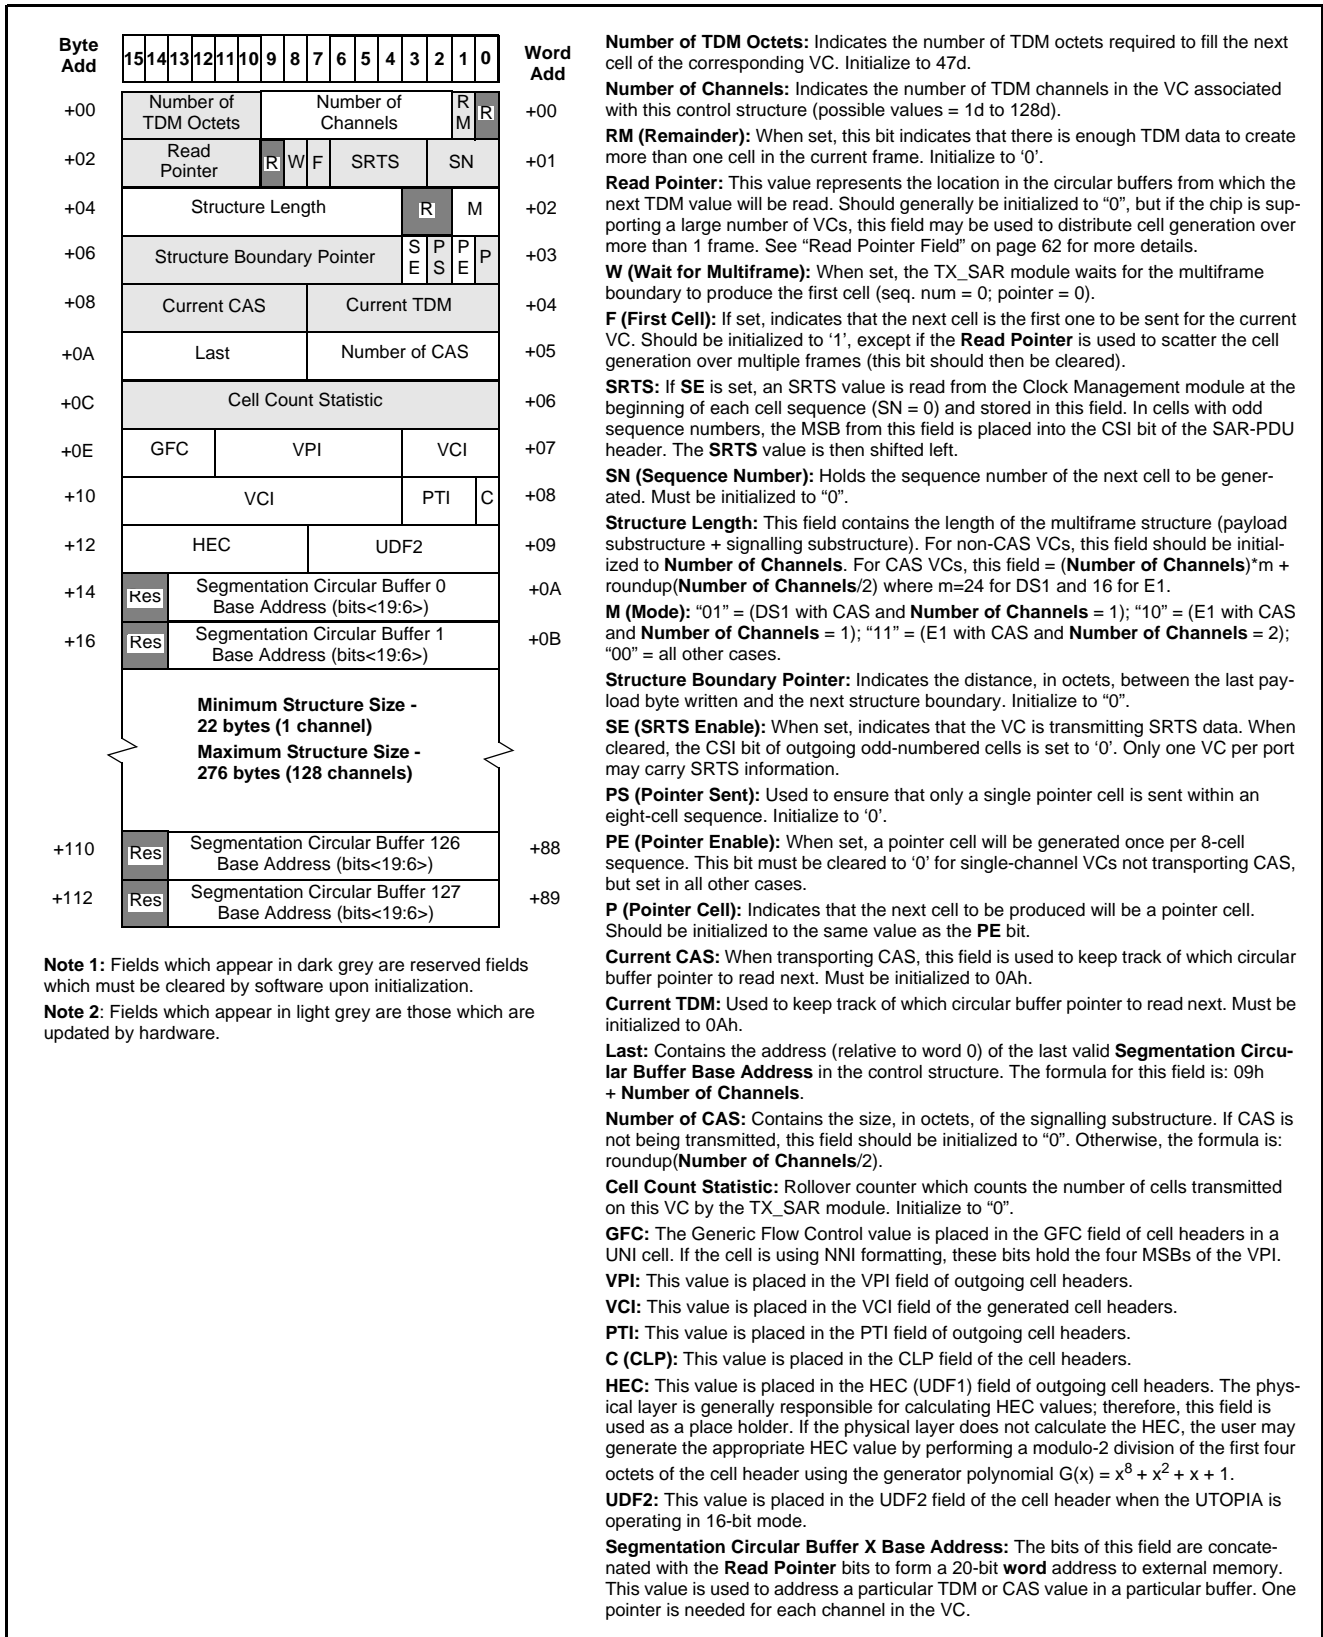 Byte Add
15 14 13 12 11 10 9 8 7 6 5 4 3 2 1 0
Word Add
+00
Number of TDM Octets
Number of Channels
RM
R
+00
+02
Read Pointer
R
W
F
SRTS
SN
+01
+04
Structure Length
R
M
+02
+06
Structure Boundary Pointer
SE
PS
PE
P
+03
+08
Current CAS
Current TDM
+04
+0A
Last
Number of CAS
+05
+0C
Cell Count Statistic
+06
+0E
GFC
VPI
VCI
+07
+10
VCI
PTI
C
+08
+12
HEC
UDF2
+09
+14
Res
Segmentation Circular Buffer 0
Base Address (bits<19:6>)
+0A
+16
Res
Segmentation Circular Buffer 1
Base Address (bits<19:6>)
+0B
Minimum Structure Size -
22 bytes (1 channel)
Maximum Structure Size -
276 bytes (128 channels)
+110
Res
Segmentation Circular Buffer 126
Base Address (bits<19:6>)
+88
+112
Res
Segmentation Circular Buffer 127
Base Address (bits<19:6>)
+89
Note 1: Fields which appear in dark grey are reserved fields
which must be cleared by software upon initialization.
Note 2: Fields which appear in light grey are those which are
updated by hardware.
Number of TDM Octets: Indicates the number of TDM octets required to fill the next
cell of the corresponding VC. Initialize to 47d.
Number of Channels: Indicates the number of TDM channels in the VC associated
with this control structure (possible values = 1d to 128d).
RM (Remainder): When set, this bit indicates that there is enough TDM data to create
more than one cell in the current frame. Initialize to ‘0’.
Read Pointer: This value represents the location in the circular buffers from which the
next TDM value will be read. Should generally be initialized to “0”, but if the chip is sup-
porting a large number of VCs, this field may be used to distribute cell generation over
more than 1 frame. See “Read Pointer Field” on page 62 for more details.
W (Wait for Multiframe): When set, the TX_SAR module waits for the multiframe
boundary to produce the first cell (seq. num = 0; pointer = 0).
F (First Cell): If set, indicates that the next cell is the first one to be sent for the current
VC. Should be initialized to ‘1’, except if the Read Pointer is used to scatter the cell
generation over multiple frames (this bit should then be cleared).
SRTS: If SE is set, an SRTS value is read from the Clock Management module at the
beginning of each cell sequence (SN = 0) and stored in this field. In cells with odd
sequence numbers, the MSB from this field is placed into the CSI bit of the SAR-PDU
header. The SRTS value is then shifted left.
SN (Sequence Number): Holds the sequence number of the next cell to be gener-
ated. Must be initialized to “0”.
Structure Length: This field contains the length of the multiframe structure (payload
substructure + signalling substructure). For non-CAS VCs, this field should be initial-
ized to Number of Channels. For CAS VCs, this field = (Number of Channels)*m +
roundup(Number of Channels/2) where m=24 for DS1 and 16 for E1.
M (Mode): “01” = (DS1 with CAS and Number of Channels = 1); “10” = (E1 with CAS
and Number of Channels = 1); “11” = (E1 with CAS and Number of Channels = 2);
“00” = all other cases.
Structure Boundary Pointer: Indicates the distance, in octets, between the last pay-
load byte written and the next structure boundary. Initialize to “0”.
SE (SRTS Enable): When set, indicates that the VC is transmitting SRTS data. When
cleared, the CSI bit of outgoing odd-numbered cells is set to ‘0’. Only one VC per port
may carry SRTS information.
PS (Pointer Sent): Used to ensure that only a single pointer cell is sent within an
eight-cell sequence. Initialize to ‘0’.
PE (Pointer Enable): When set, a pointer cell will be generated once per 8-cell
sequence. This bit must be cleared to ‘0’ for single-channel VCs not transporting CAS,
but set in all other cases.
P (Pointer Cell): Indicates that the next cell to be produced will be a pointer cell.
Should be initialized to the same value as the PE bit.
Current CAS: When transporting CAS, this field is used to keep track of which circular
buffer pointer to read next. Must be initialized to 0Ah.
Current TDM: Used to keep track of which circular buffer pointer to read next. Must be
initialized to 0Ah.
Last: Contains the address (relative to word 0) of the last valid Segmentation Circu-
lar Buffer Base Address in the control structure. The formula for this field is: 09h
+ Number of Channels.
Number of CAS: Contains the size, in octets, of the signalling substructure. If CAS is
not being transmitted, this field should be initialized to “0”. Otherwise, the formula is:
roundup(Number of Channels/2).
Cell Count Statistic: Rollover counter which counts the number of cells transmitted
on this VC by the TX_SAR module. Initialize to “0”.
GFC: The Generic Flow Control value is placed in the GFC field of cell headers in a
UNI cell. If the cell is using NNI formatting, these bits hold the four MSBs of the VPI.
VPI: This value is placed in the VPI field of outgoing cell headers.
VCI: This value is placed in the VCI field of the generated cell headers.
PTI: This value is placed in the PTI field of outgoing cell headers.
C (CLP): This value is placed in the CLP field of the cell headers.
HEC: This value is placed in the HEC (UDF1) field of outgoing cell headers. The phys-
ical layer is generally responsible for calculating HEC values; therefore, this field is
used as a place holder. If the physical layer does not calculate the HEC, the user may
generate the appropriate HEC value by performing a modulo-2 division of the first four
octets of the cell header using the generator polynomial G(x) = x⁸ + x² + x + 1.
UDF2: This value is placed in the UDF2 field of the cell header when the UTOPIA is
operating in 16-bit mode.
Segmentation Circular Buffer X Base Address: The bits of this field are concate-
nated with the Read Pointer bits to form a 20-bit word address to external memory.
This value is used to address a particular TDM or CAS value in a particular buffer. One
pointer is needed for each channel in the VC.